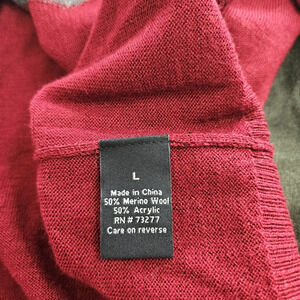 L
Made in China
50% Merino Wool
50% Acrylic
RN # 73277
Care on reverse